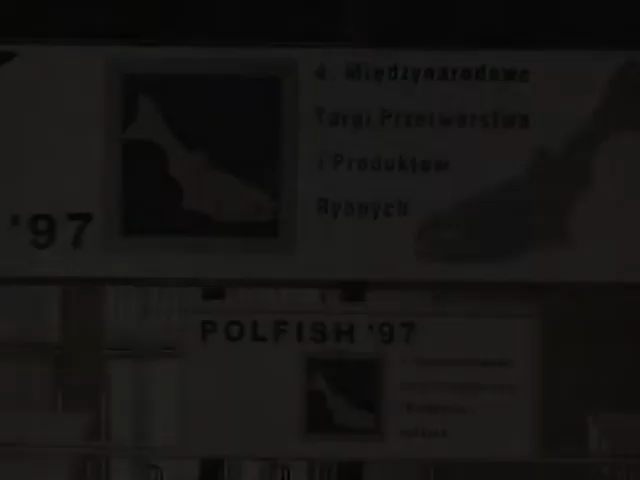 '97
4. Międzynarodowe
Targi Przetwórstwa
i Produktów
Rybnych
POLFISH '97